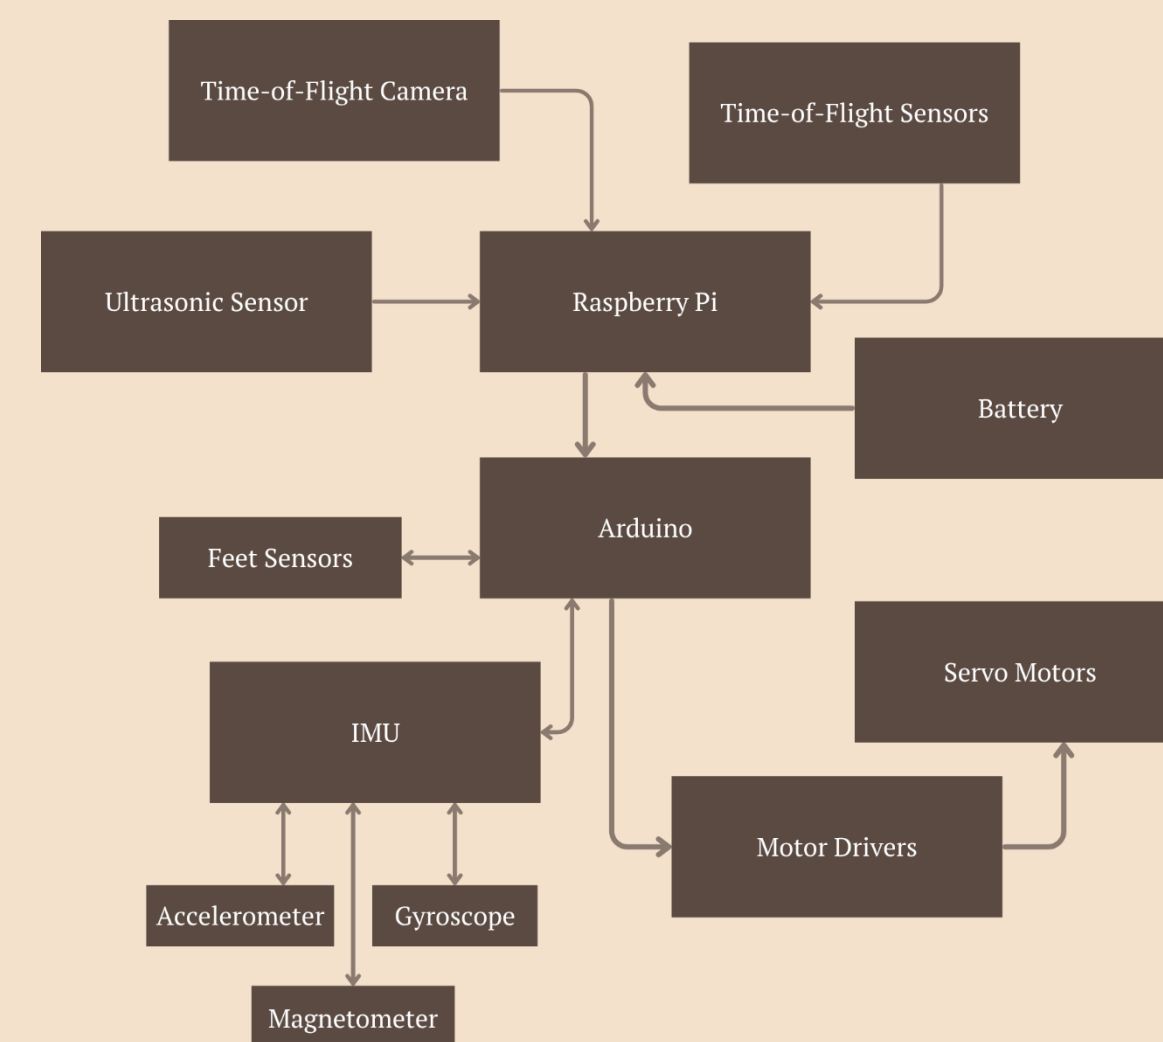 Time-of-Flight Camera
Time-of-Flight Sensors
Ultrasonic Sensor
Raspberry Pi
Battery
Arduino
Feet Sensors
Servo Motors
IMU
Motor Drivers
Accelerometer
Gyroscope
Magnetometer